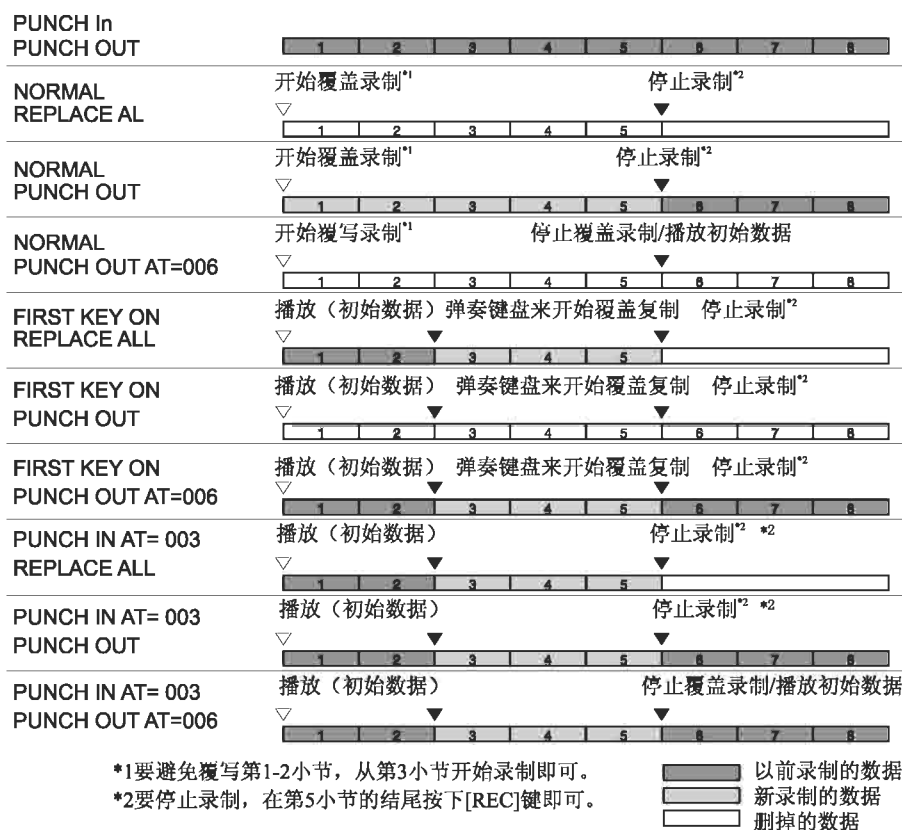 PUNCH In
PUNCH OUT
1 2 3 4 5 6 7 8
NORMAL
REPLACE AL
开始覆盖录制*1 停止录制*2
1 2 3 4 5
NORMAL
PUNCH OUT
开始覆盖录制*1 停止录制*2
1 2 3 4 5 6 7 8
NORMAL
PUNCH OUT AT=006
开始覆写录制*1 停止覆盖录制/播放初始数据
1 2 3 4 5 6 7 8
FIRST KEY ON
REPLACE ALL
播放（初始数据）弹奏键盘来开始覆盖复制 停止录制*2
1 2 3 4 5
FIRST KEY ON
PUNCH OUT
播放（初始数据） 弹奏键盘来开始覆盖复制 停止录制*2
1 2 3 4 5 6 7 8
FIRST KEY ON
PUNCH OUT AT=006
播放（初始数据） 弹奏键盘来开始覆盖复制 停止录制*2
1 2 3 4 5 6 7 8
PUNCH IN AT= 003
REPLACE ALL
播放（初始数据） 停止录制*2 *2
1 2 3 4 5
PUNCH IN AT= 003
PUNCH OUT
播放（初始数据） 停止录制*2 *2
1 2 3 4 5 6 7 8
PUNCH IN AT= 003
PUNCH OUT AT=006
播放（初始数据） 停止覆盖录制/播放初始数据
1 2 3 4 5 6 7 8
*1要避免覆写第1-2小节，从第3小节开始录制即可。
*2要停止录制，在第5小节的结尾按下[REC]键即可。
以前录制的数据
新录制的数据
删掉的数据